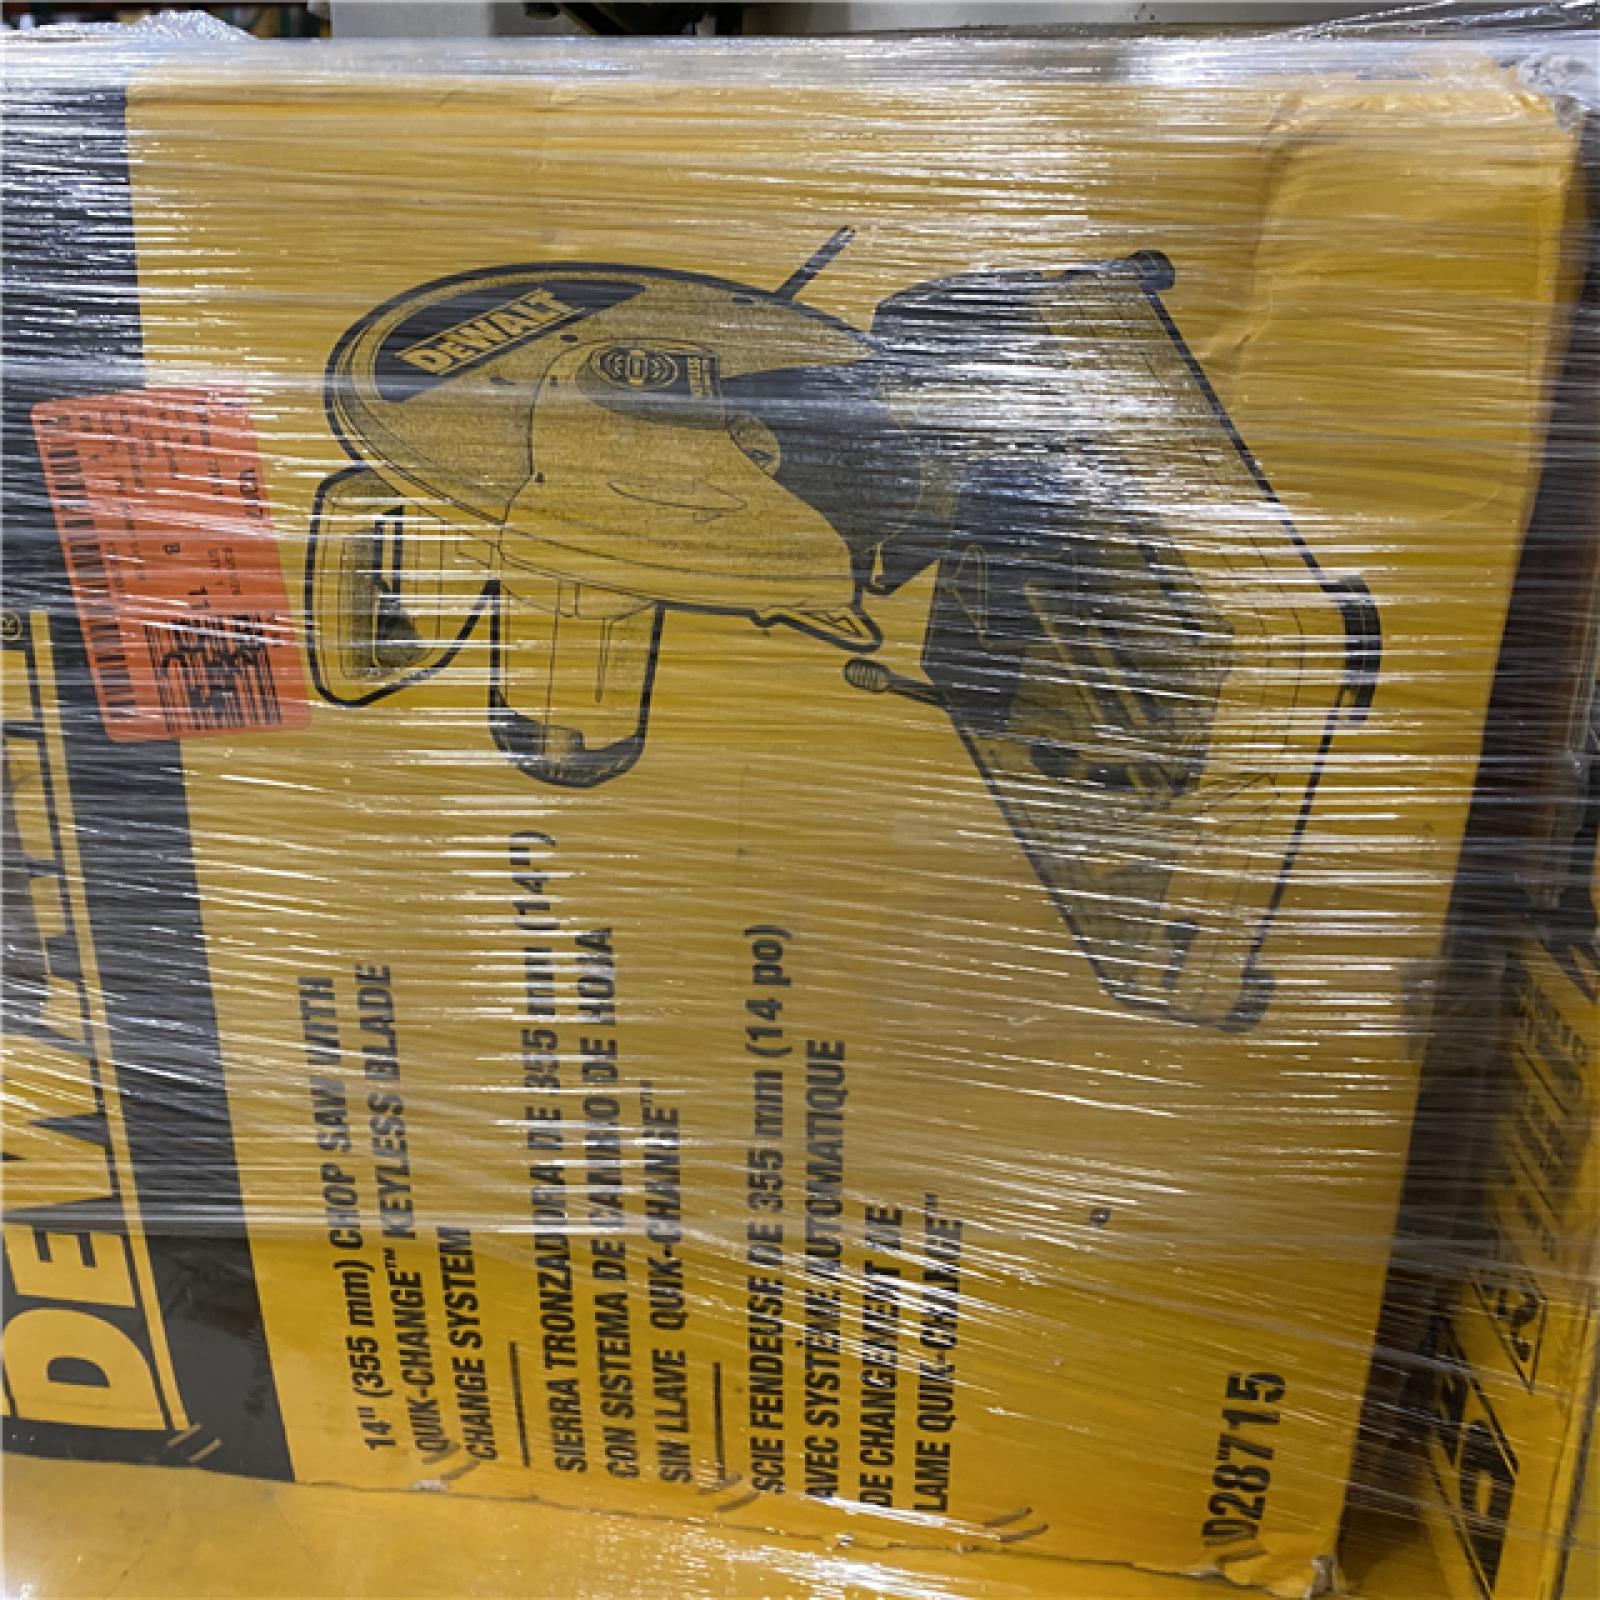 DEWALT®
DEWALT
14" (355 mm) CHOP SAW WITH
QUIK-CHANGE™ KEYLESS BLADE
CHANGE SYSTEM
SIERRA TRONZADORA DE 355 mm (14")
CON SISTEMA DE CAMBIO DE HOJA
SIN LLAVE QUIK-CHANGE™
SCIE FENDEUSE DE 355 mm (14 po)
AVEC SYSTÈME AUTOMATIQUE
DE CHANGEMENT DE
LAME QUIK-CHANGE™
D28715